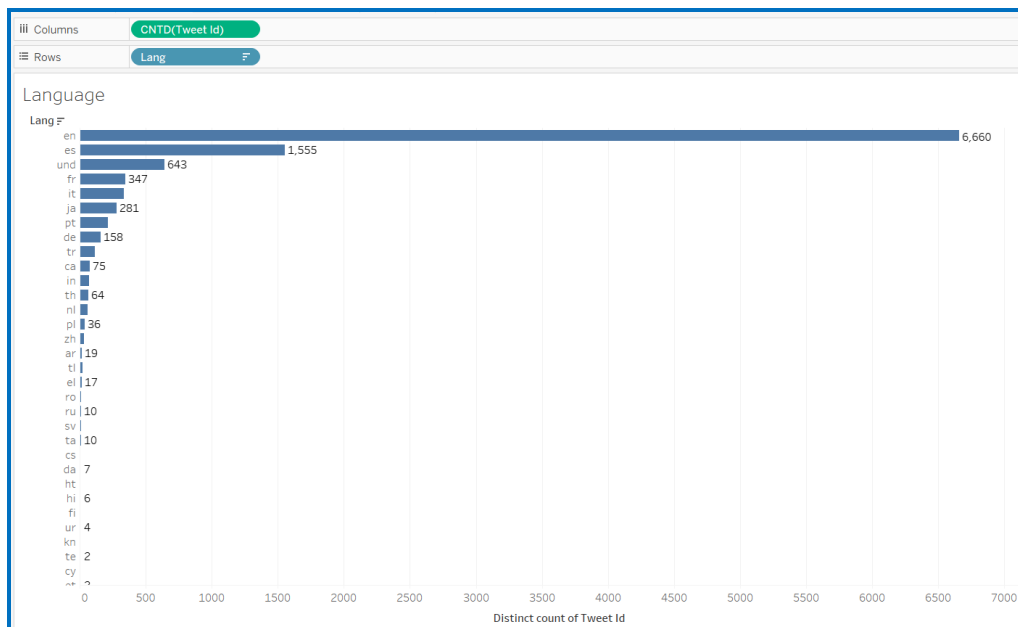 Columns CNTD(Tweet Id)
Rows Lang
Language
Lang
en 6,660
es 1,555
und 643
fr 347
it
ja 281
pt
de 158
tr
ca 75
in
th 64
nl
pl 36
zh
ar 19
tl
el 17
ro
ru 10
sv
ta 10
cs
da 7
ht
hi 6
fi
ur 4
kn
te 2
cy
0 500 1000 1500 2000 2500 3000 3500 4000 4500 5000 5500 6000 6500 7000
Distinct count of Tweet Id